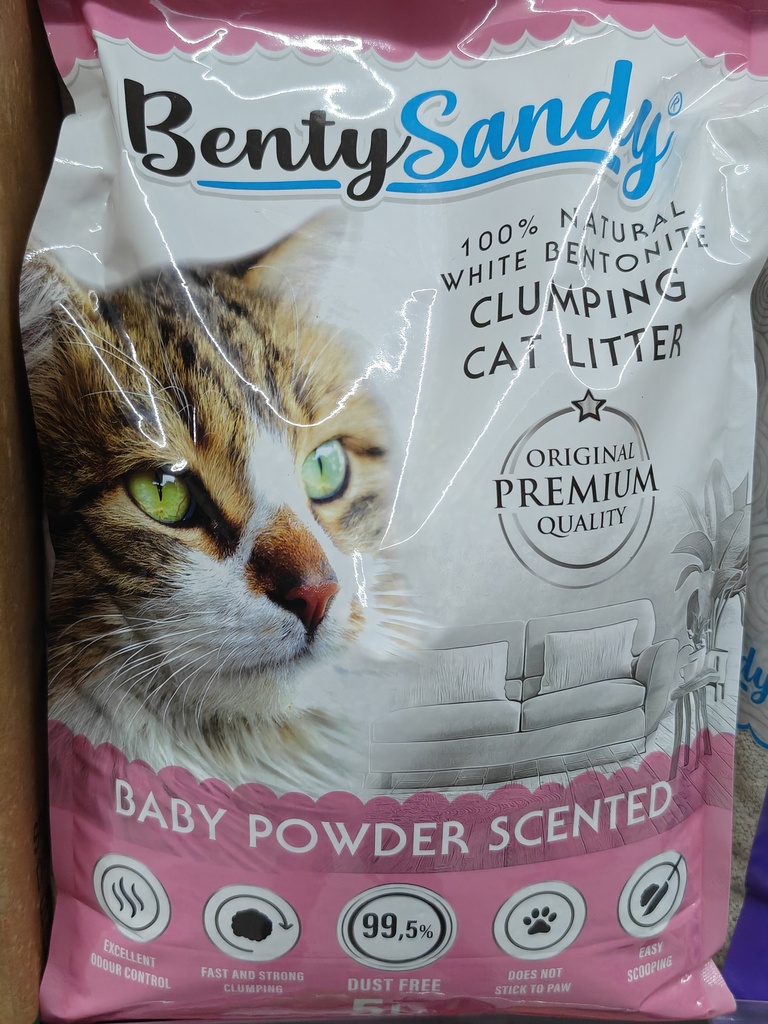 BentySandy®
100% NATURAL
WHITE BENTONITE
CLUMPING
CAT LITTER
ORIGINAL
PREMIUM
QUALITY
BABY POWDER SCENTED
EXCELLENT
ODOUR CONTROL
FAST AND STRONG
CLUMPING
99,5%
DUST FREE
DOES NOT
STICK TO PAW
EASY
SCOOPING